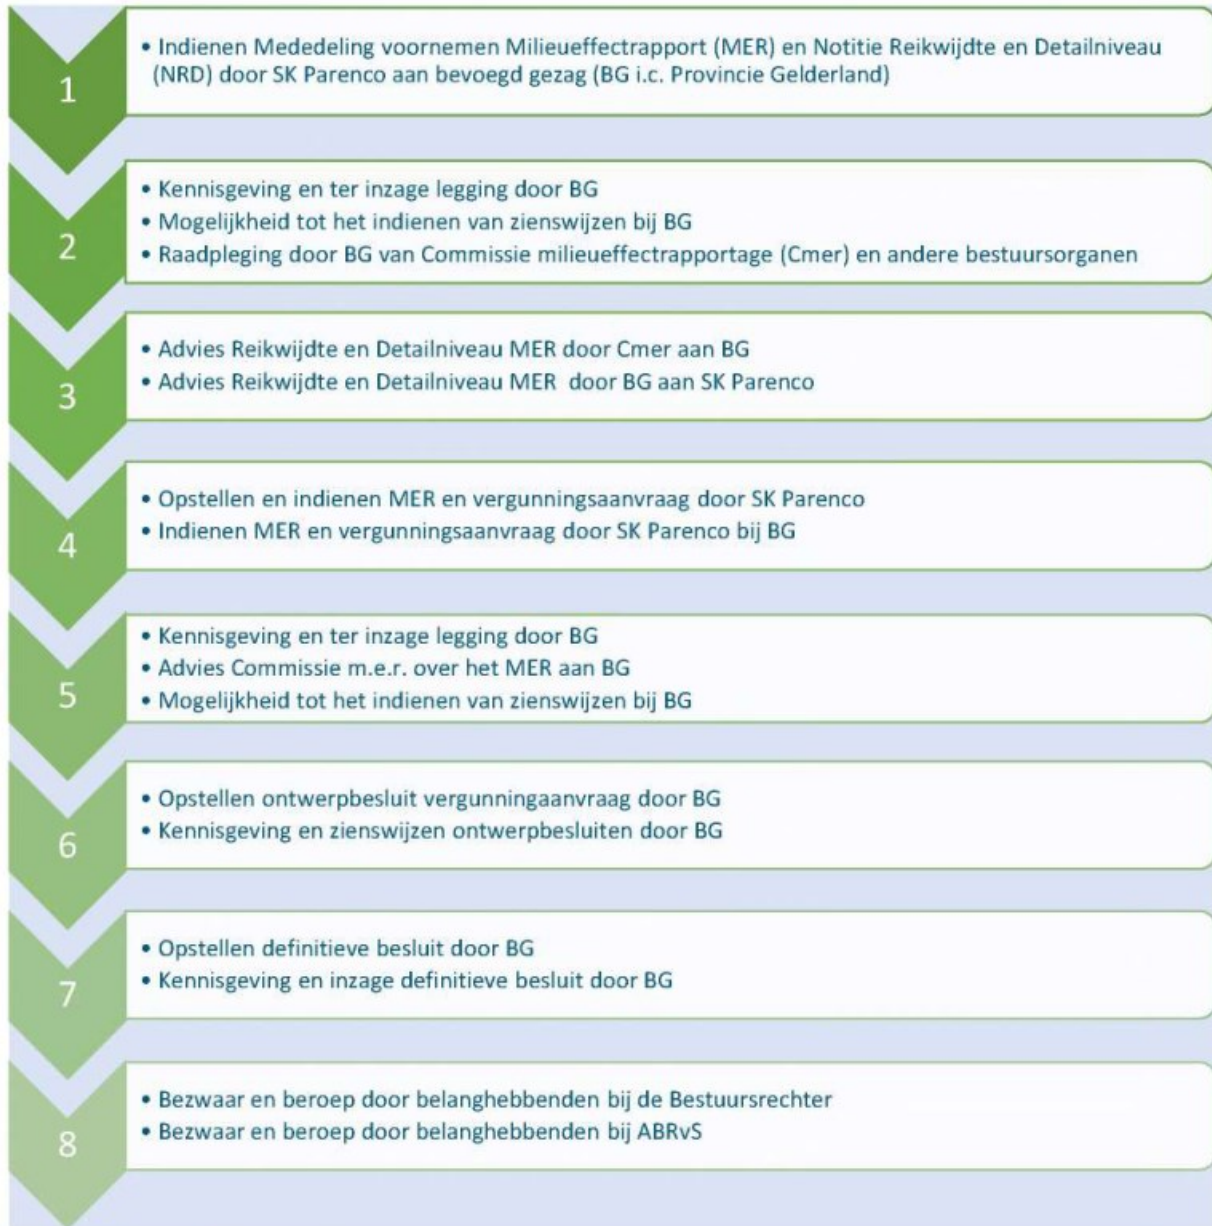 1
• Indienen Mededeling voornemen Milieueffectrapport (MER) en Notitie Reikwijdte en Detailniveau
(NRD) door SK Parenco aan bevoegd gezag (BG i.c. Provincie Gelderland)
2
• Kennisgeving en ter inzage legging door BG
• Mogelijkheid tot het indienen van zienswijzen bij BG
• Raadpleging door BG van Commissie milieueffectrapportage (Cmer) en andere bestuursorganen
3
• Advies Reikwijdte en Detailniveau MER door Cmer aan BG
• Advies Reikwijdte en Detailniveau MER door BG aan SK Parenco
4
• Opstellen en indienen MER en vergunningsaanvraag door SK Parenco
• Indienen MER en vergunningsaanvraag door SK Parenco bij BG
5
• Kennisgeving en ter inzage legging door BG
• Advies Commissie m.e.r. over het MER aan BG
• Mogelijkheid tot het indienen van zienswijzen bij BG
6
• Opstellen ontwerpbesluit vergunningaanvraag door BG
• Kennisgeving en zienswijzen ontwerpbesluiten door BG
7
• Opstellen definitieve besluit door BG
• Kennisgeving en inzage definitieve besluit door BG
8
• Bezwaar en beroep door belanghebbenden bij de Bestuursrechter
• Bezwaar en beroep door belanghebbenden bij ABRvS